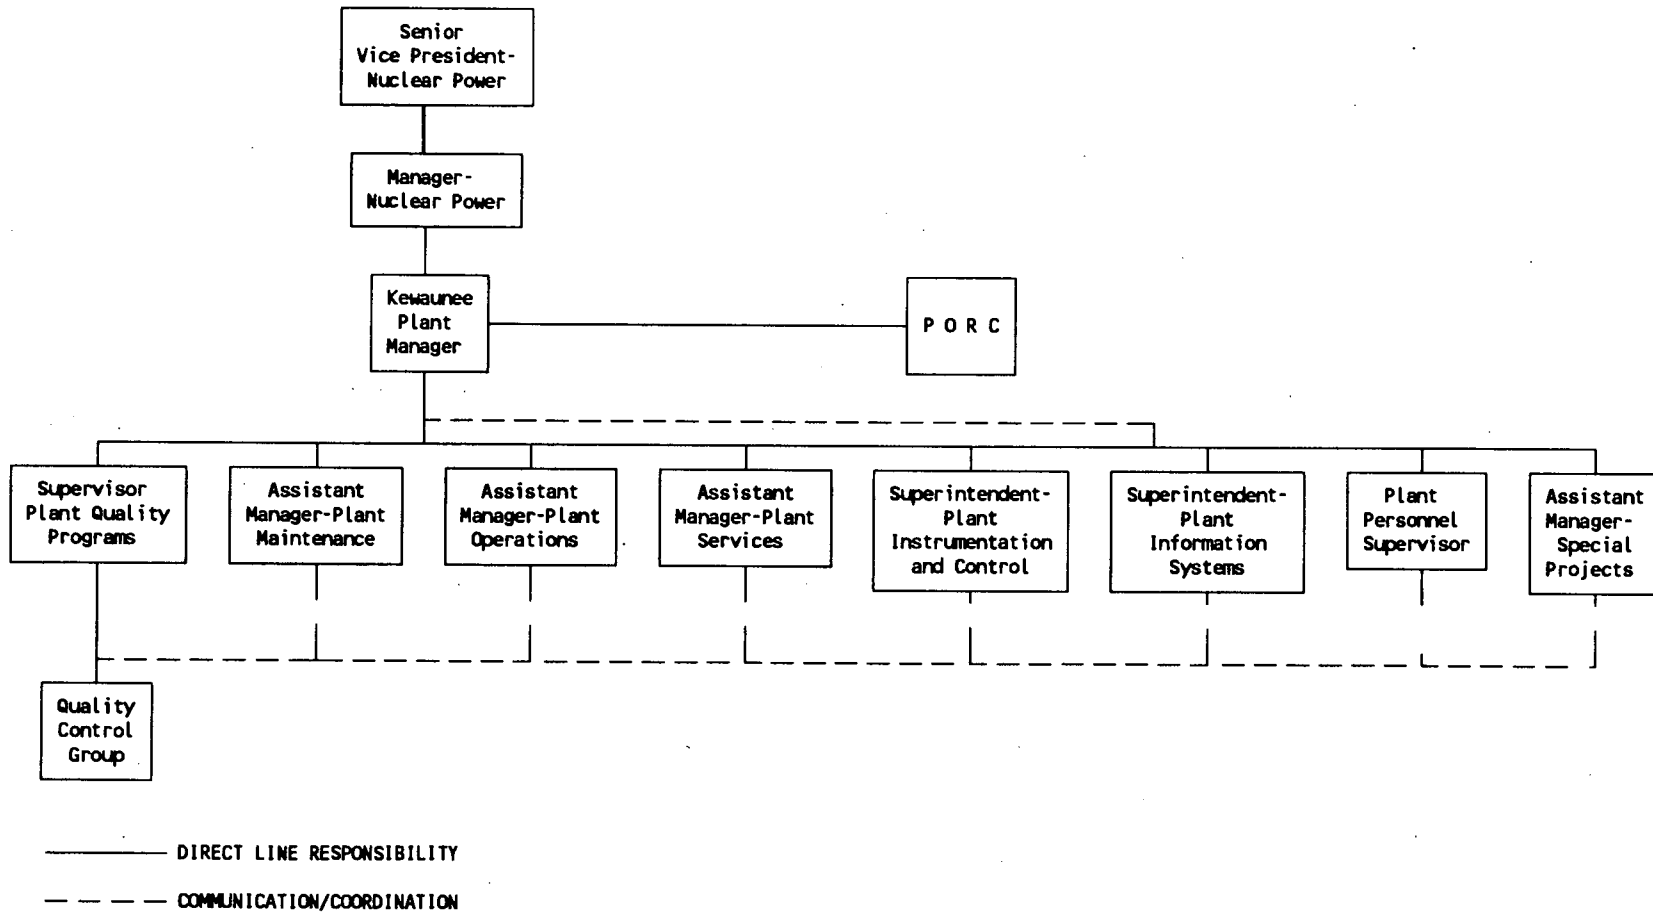 Senior
Vice President-
Nuclear Power
Manager-
Nuclear Power
Kewaunee
Plant
Manager
P O R C
Supervisor
Plant Quality
Programs
Assistant
Manager-Plant
Maintenance
Assistant
Manager-Plant
Operations
Assistant
Manager-Plant
Services
Superintendent-
Plant
Instrumentation
and Control
Superintendent-
Plant
Information
Systems
Plant
Personnel
Supervisor
Assistant
Manager-
Special
Projects
Quality
Control
Group
DIRECT LINE RESPONSIBILITY
COMMUNICATION/COORDINATION